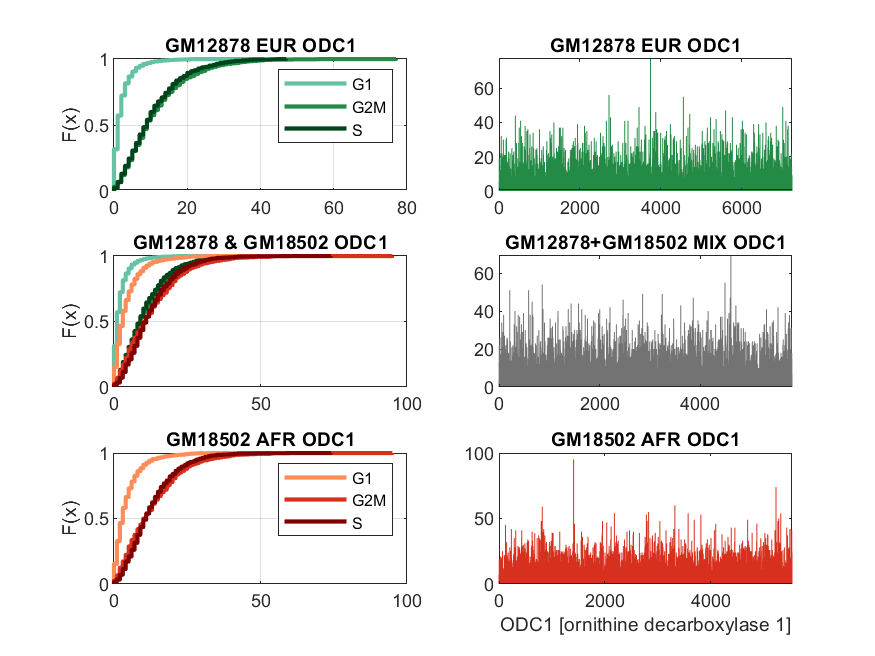 GM12878 EUR ODC1
F(x)
1
0.5
0
0 20 40 60 80
G1
G2M
S
GM12878 EUR ODC1
60
40
20
0
0 2000 4000 6000
GM12878 & GM18502 ODC1
F(x)
1
0.5
0
0 50 100
GM12878+GM18502 MIX ODC1
60
40
20
0
0 2000 4000
GM18502 AFR ODC1
F(x)
1
0.5
0
0 50 100
G1
G2M
S
GM18502 AFR ODC1
100
50
0
0 2000 4000
ODC1 [ornithine decarboxylase 1]